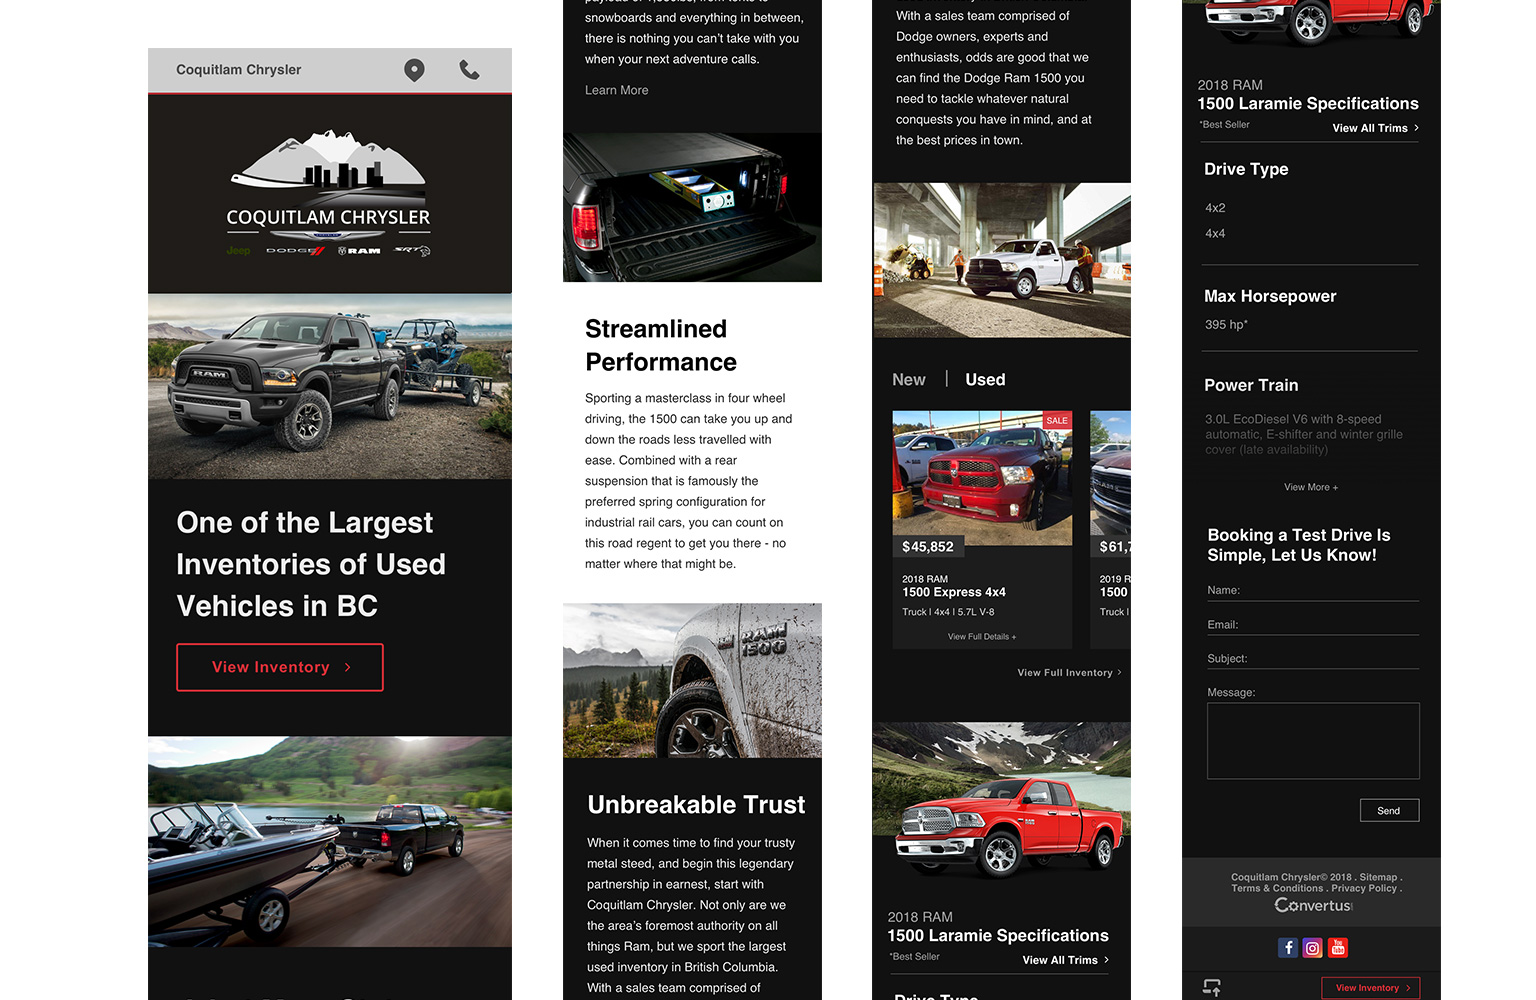 Coquitlam Chrysler
COQUITLAM CHRYSLER
Jeep DODGE RAM SRT
RAM
One of the Largest
Inventories of Used
Vehicles in BC
View Inventory
snowboards and everything in between,
there is nothing you can’t take with you
when your next adventure calls.
Learn More
Streamlined
Performance
Sporting a masterclass in four wheel
driving, the 1500 can take you up and
down the roads less travelled with
ease. Combined with a rear
suspension that is famously the
preferred spring configuration for
industrial rail cars, you can count on
this road regent to get you there - no
matter where that might be.
RAM
1500
Unbreakable Trust
When it comes time to find your trusty
metal steed, and begin this legendary
partnership in earnest, start with
Coquitlam Chrysler. Not only are we
the area’s foremost authority on all
things Ram, but we sport the largest
used inventory in British Columbia.
With a sales team comprised of
With a sales team comprised of
Dodge owners, experts and
enthusiasts, odds are good that we
can find the Dodge Ram 1500 you
need to tackle whatever natural
conquests you have in mind, and at
the best prices in town.
New | Used
SALE
$45,852
2018 RAM
1500 Express 4x4
Truck | 4x4 | 5.7L V-8
View Full Details +
$61,7
2019 R
1500
Truck |
View Full Inventory
2018 RAM
1500 Laramie Specifications
*Best Seller
View All Trims
Drive Type
2018 RAM
1500 Laramie Specifications
*Best Seller
View All Trims
Drive Type
4x2
4x4
Max Horsepower
395 hp*
Power Train
3.0L EcoDiesel V6 with 8-speed
automatic, E-shifter and winter grille
cover (late availability)
View More +
Booking a Test Drive Is
Simple, Let Us Know!
Name:
Email:
Subject:
Message:
Send
Coquitlam Chrysler© 2018 . Sitemap .
Terms & Conditions . Privacy Policy .
Convertus
You
Tube
View Inventory